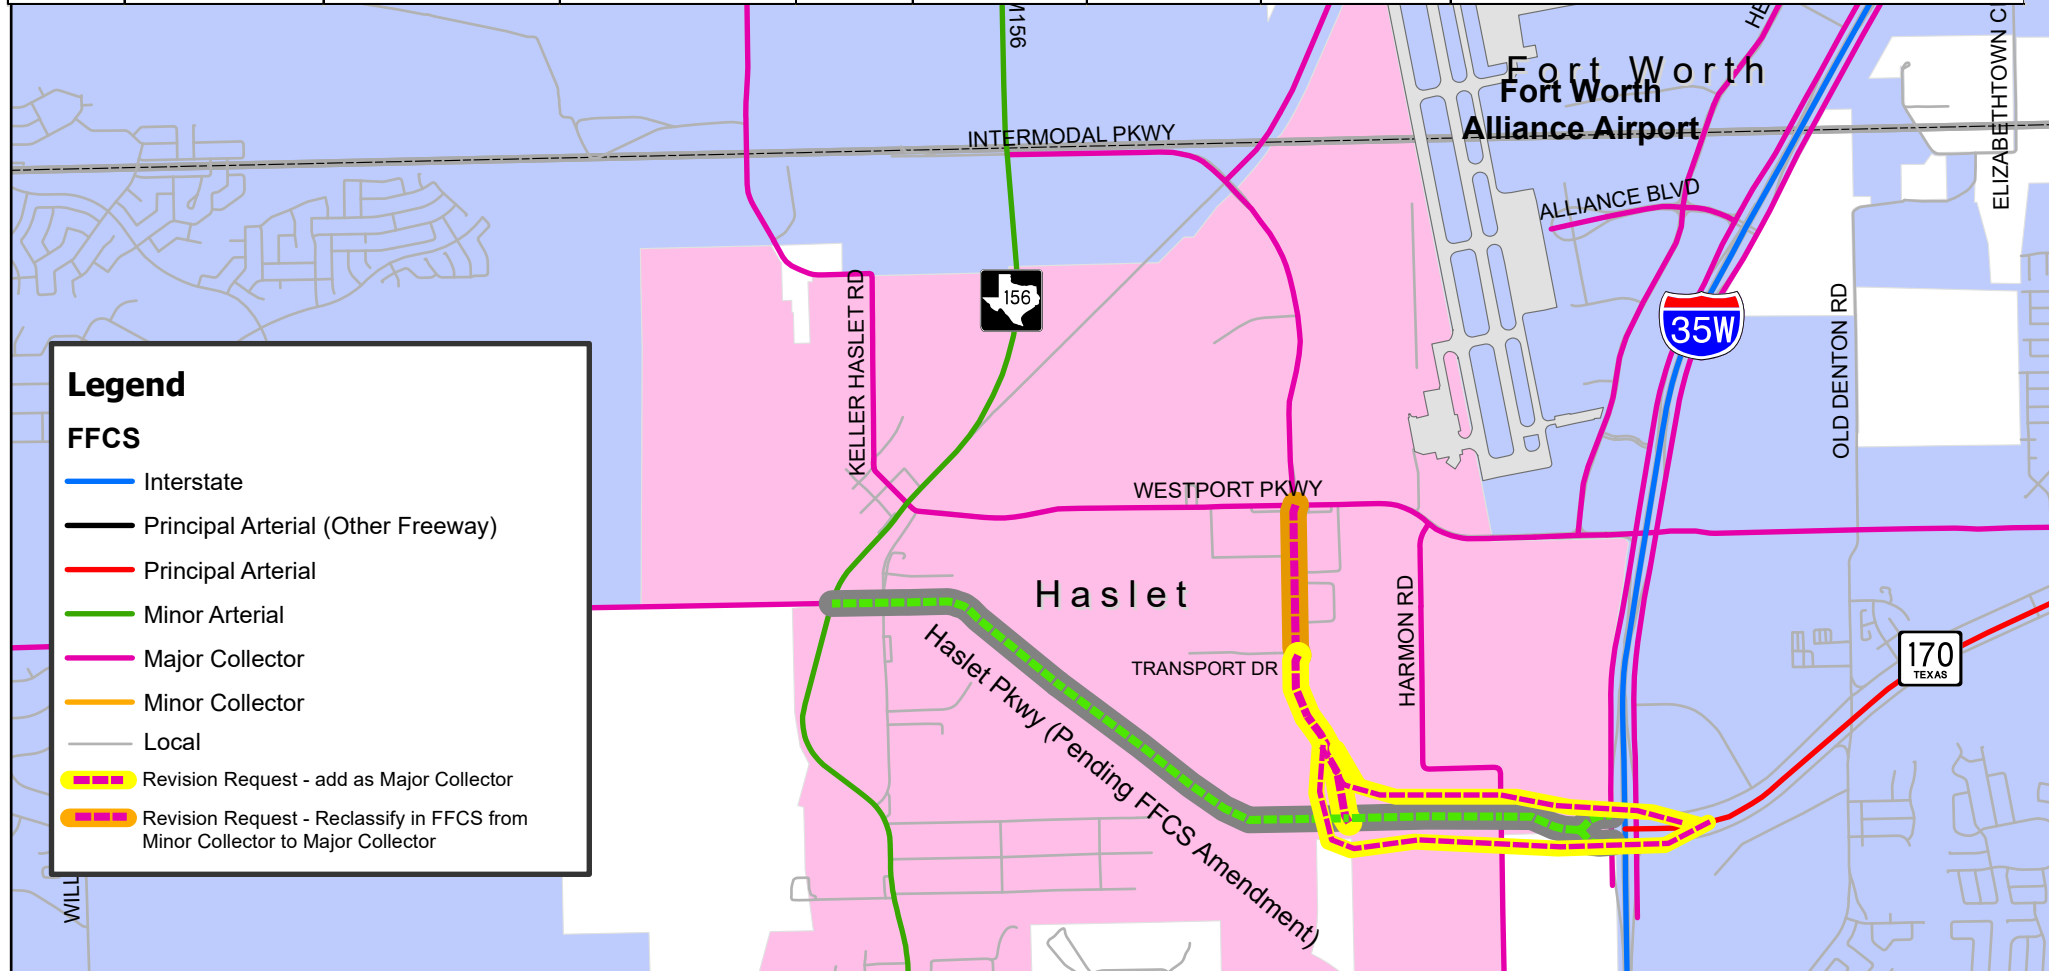 M156
HE
ELIZABETHTOWN C
Fort Worth
Fort Worth
Alliance Airport
INTERMODAL PKWY
ALLIANCE BLVD
KELLER HASLET RD
156
35W
OLD DENTON RD
Legend
FFCS
Interstate
Principal Arterial (Other Freeway)
Principal Arterial
Minor Arterial
Major Collector
Minor Collector
Local
Revision Request - add as Major Collector
Revision Request - Reclassify in FFCS from
Minor Collector to Major Collector
WESTPORT PKWY
Haslet
HARMON RD
TRANSPORT DR
170
TEXAS
Haslet Pkwy (Pending FFCS Amendment)
WILL